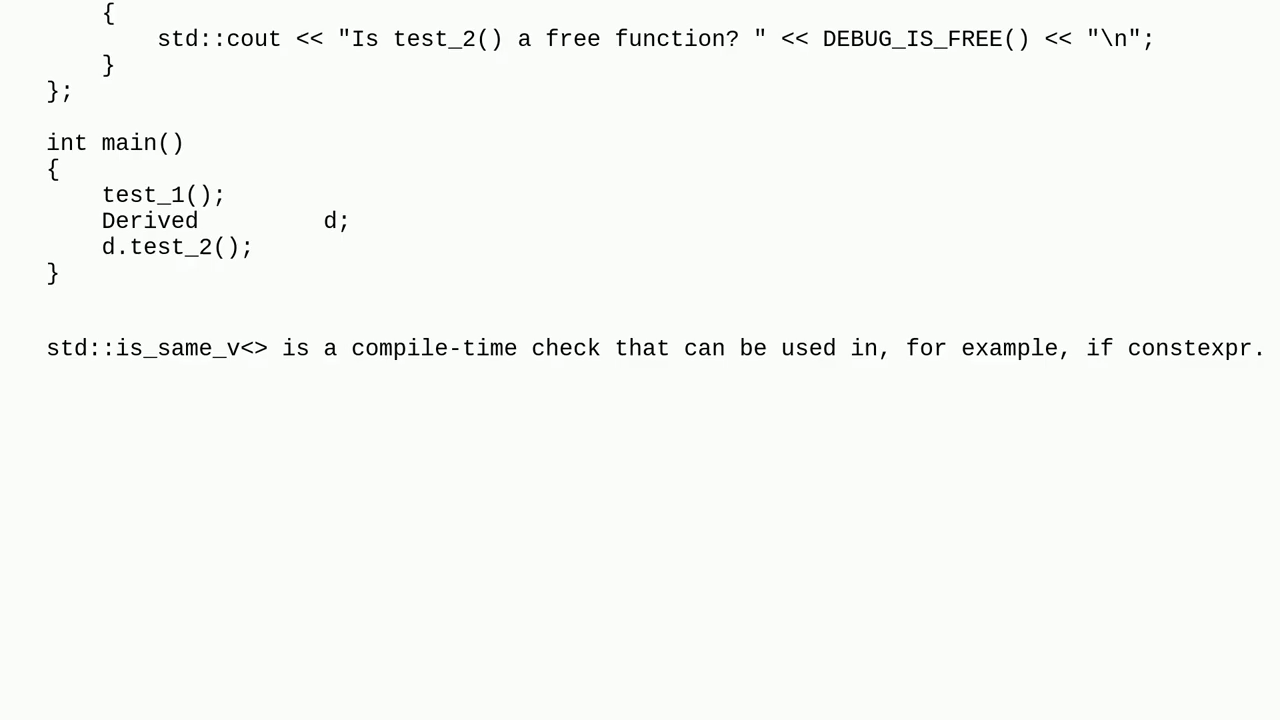 {
        std::cout << "Is test_2() a free function? " << DEBUG_IS_FREE() << "\n";
    }
};

int main()
{
    test_1();
    Derived         d;
    d.test_2();
}

std::is_same_v<> is a compile-time check that can be used in, for example, if constexpr.